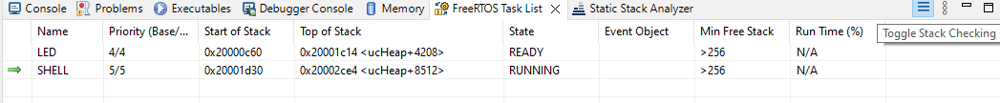 Console Problems Executables Debugger Console Memory FreeRTOS Task List Static Stack Analyzer
Name Priority (Base/... Start of Stack Top of Stack State Event Object Min Free Stack Run Time (%)
Toggle Stack Checking
LED 4/4 0x20000c60 0x20001c14 <ucHeap+4208> READY >256 N/A
SHELL 5/5 0x20001d30 0x20002ce4 <ucHeap+8512> RUNNING >256 N/A